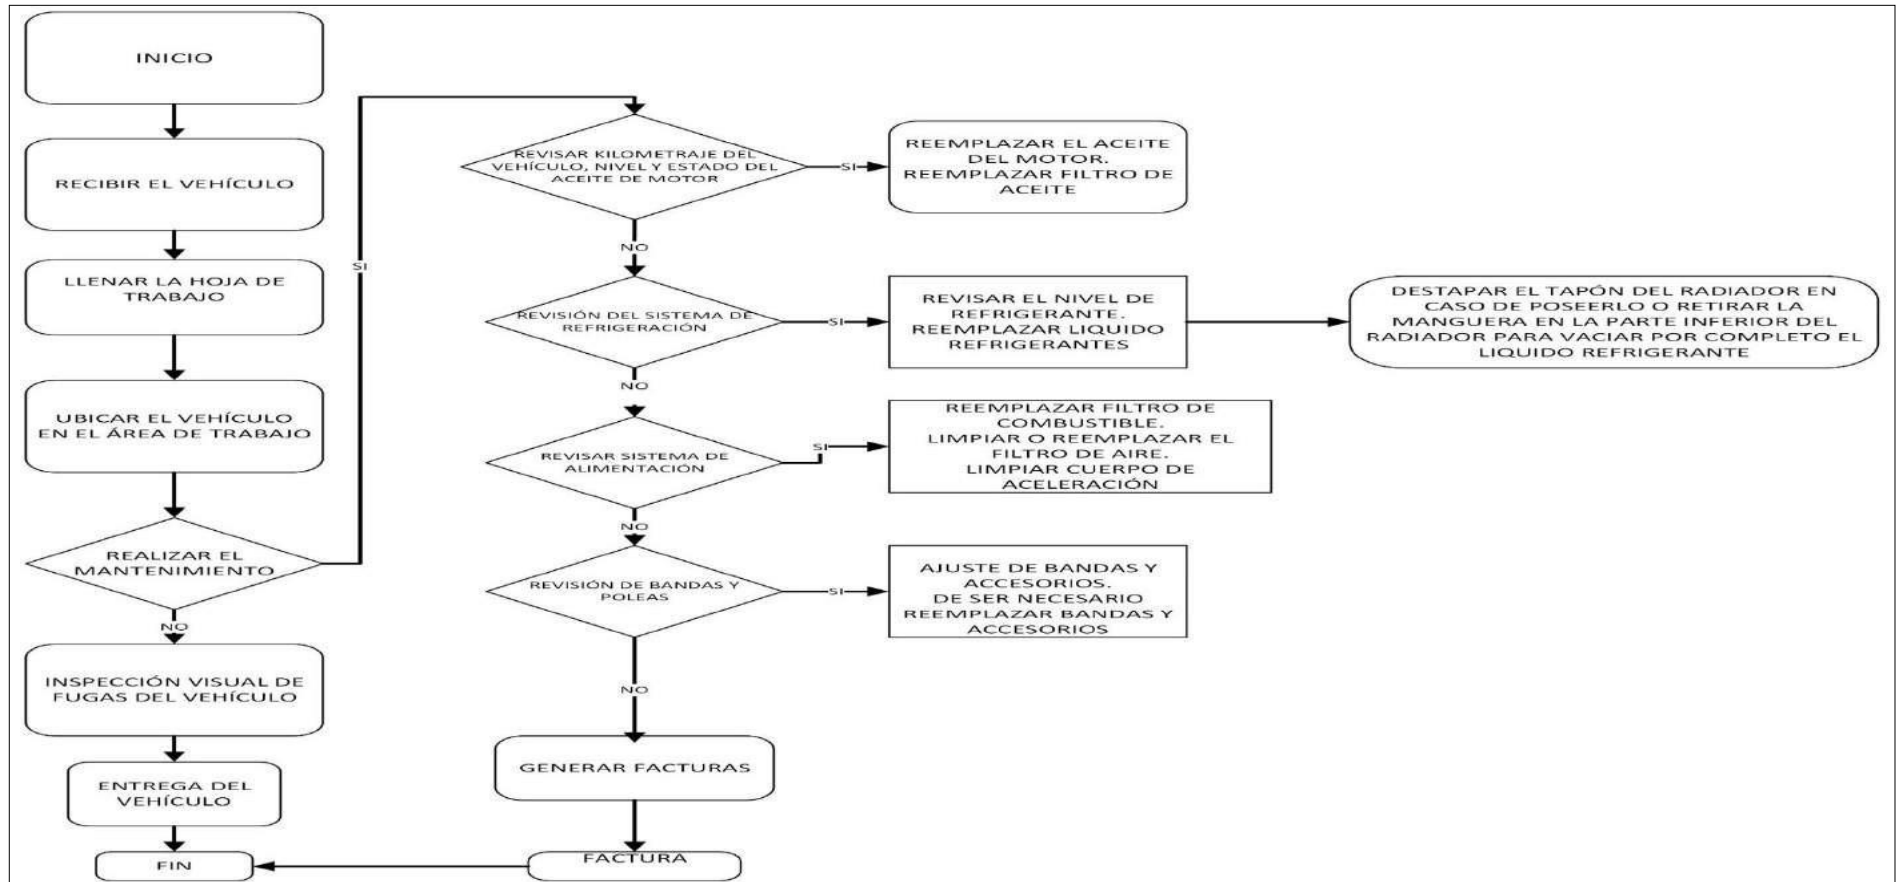 INICIO
RECIBIR EL VEHÍCULO
LLENAR LA HOJA DE
TRABAJO
UBICAR EL VEHÍCULO
EN EL ÁREA DE TRABAJO
REALIZAR EL
MANTENIMIENTO
NO
INSPECCIÓN VISUAL DE
FUGAS DEL VEHÍCULO
ENTREGA DEL
VEHÍCULO
FIN
SI
REVISAR KILOMETRAJE DEL
VEHÍCULO, NIVEL Y ESTADO DEL
ACEITE DE MOTOR
SI
REEMPLAZAR EL ACEITE
DEL MOTOR.
REEMPLAZAR FILTRO DE
ACEITE
NO
REVISIÓN DEL SISTEMA DE
REFRIGERACIÓN
SI
REVISAR EL NIVEL DE
REFRIGERANTE.
REEMPLAZAR LIQUIDO
REFRIGERANTES
DESTAPAR EL TAPÓN DEL RADIADOR EN
CASO DE POSEERLO O RETIRAR LA
MANGUERA EN LA PARTE INFERIOR DEL
RADIADOR PARA VACIAR POR COMPLETO EL
LIQUIDO REFRIGERANTE
NO
REVISAR SISTEMA DE
ALIMENTACIÓN
SI
REEMPLAZAR FILTRO DE
COMBUSTIBLE.
LIMPIAR O REEMPLAZAR EL
FILTRO DE AIRE.
LIMPIAR CUERPO DE
ACELERACIÓN
NO
REVISIÓN DE BANDAS Y
POLEAS
SI
AJUSTE DE BANDAS Y
ACCESORIOS.
DE SER NECESARIO
REEMPLAZAR BANDAS Y
ACCESORIOS
NO
GENERAR FACTURAS
FACTURA